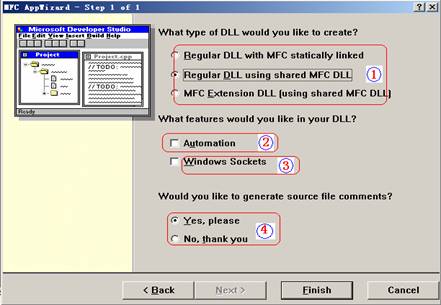 MFC AppWizard - Step 1 of 1
Microsoft Developer Studio
File Edit View Insert Build Help
Project
Project.cpp
// TODO:
// TODO:
Ready
What type of DLL would you like to create?
Regular DLL with MFC statically linked
Regular DLL using shared MFC DLL
MFC Extension DLL (using shared MFC DLL)
①
What features would you like in your DLL?
Automation
②
Windows Sockets
③
Would you like to generate source file comments?
Yes, please
No, thank you
④
< Back
Next >
Finish
Cancel